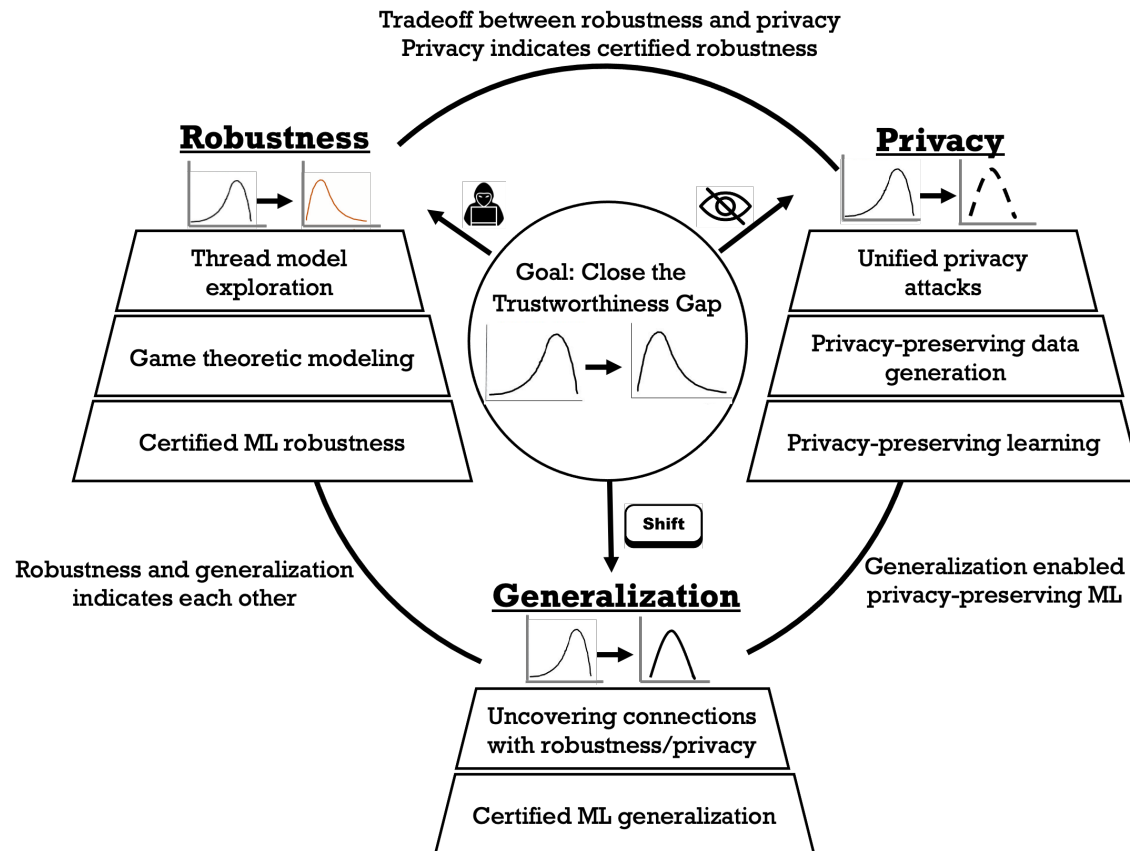 Tradeoff between robustness and privacy
Privacy indicates certified robustness
Robustness
Privacy
Thread model
exploration
Game theoretic modeling
Certified ML robustness
Goal: Close the
Trustworthiness Gap
Unified privacy
attacks
Privacy-preserving data
generation
Privacy-preserving learning
Shift
Robustness and generalization
indicates each other
Generalization enabled
privacy-preserving ML
Generalization
Uncovering connections
with robustness/privacy
Certified ML generalization